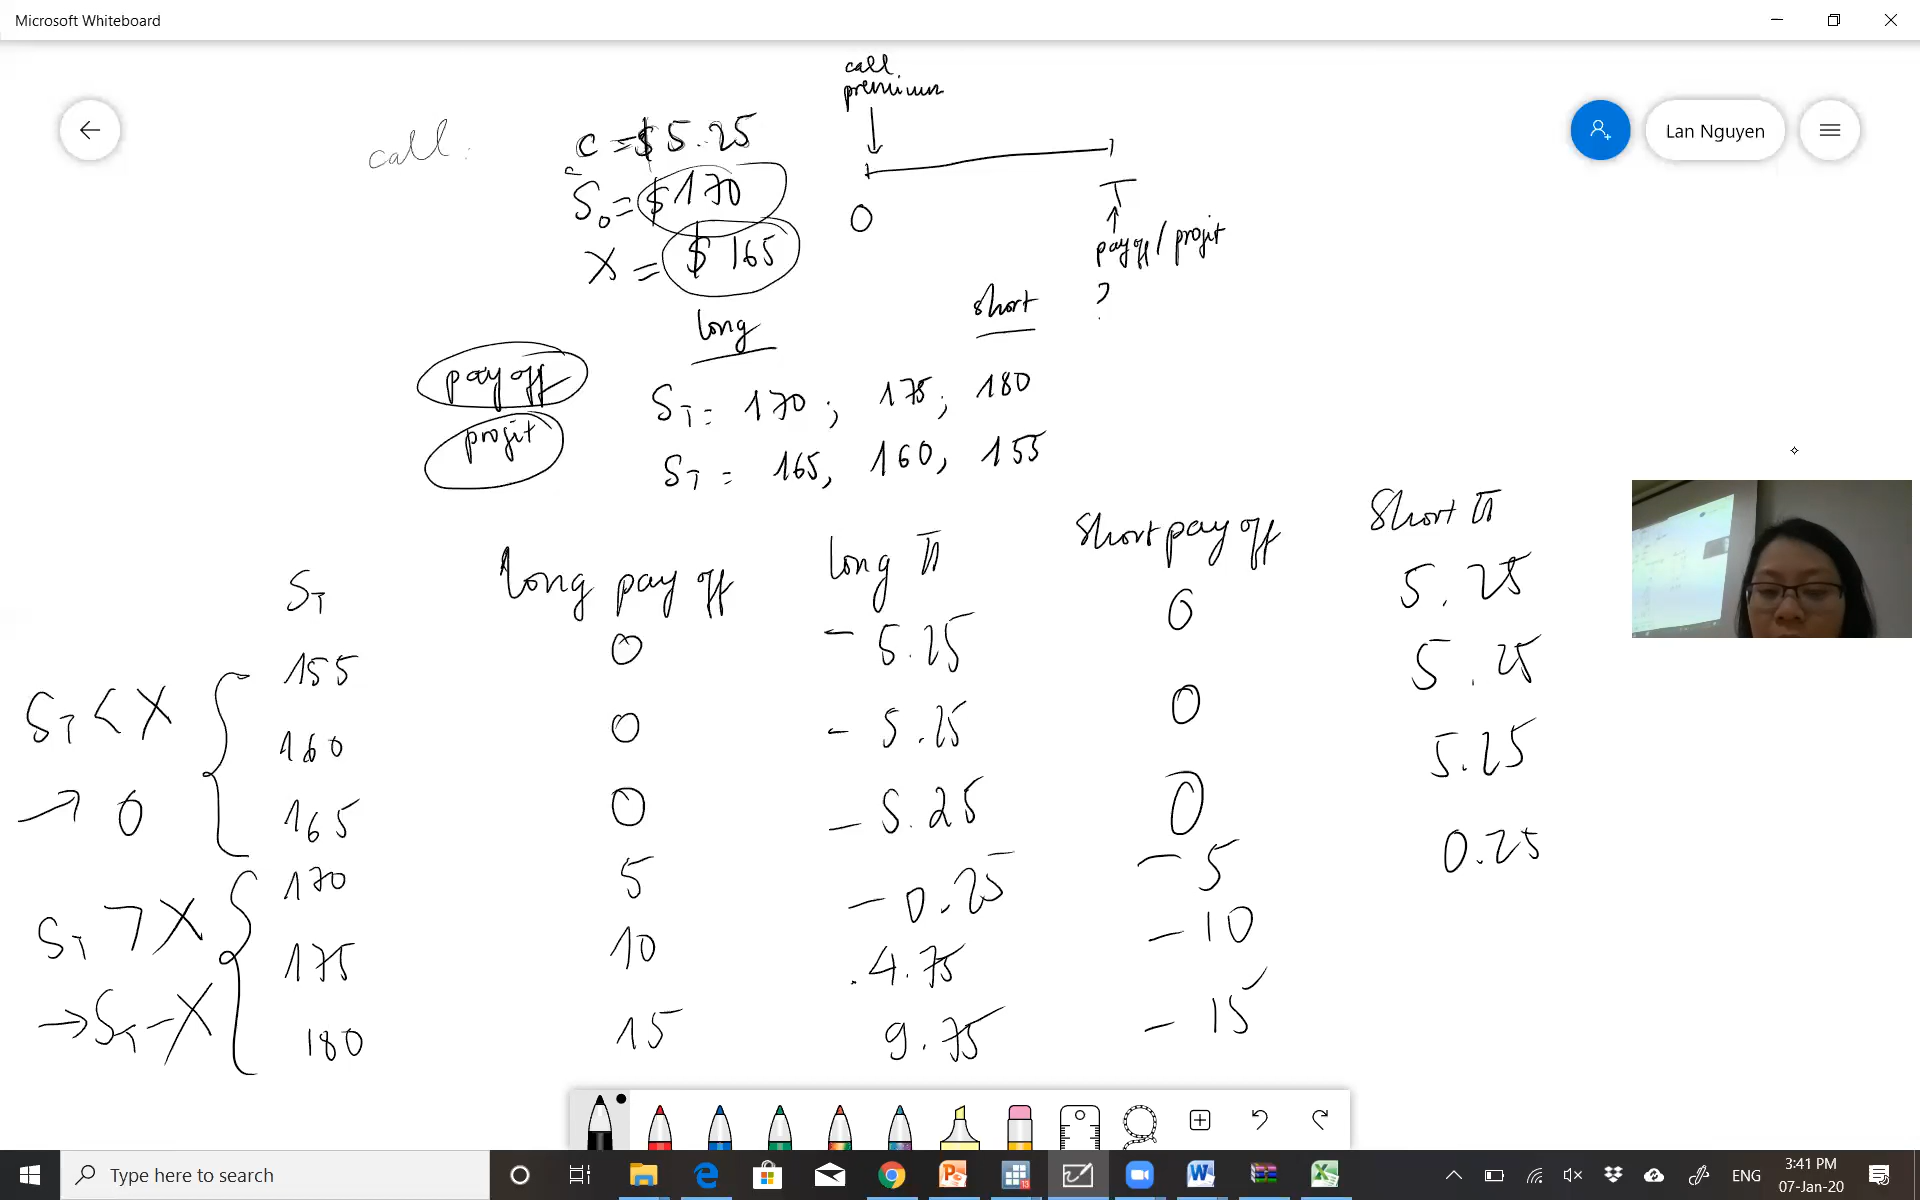 Microsoft Whiteboard
call.
premium
call:
C = $5.25
S0 = $170
X = $165
0
T
payoff/profit
?
Lan Nguyen
long
short
payoff
profit
ST = 170; 175; 180
ST = 165, 160, 155
ST
Long pay off
long π
Short pay off
Short π
155 0 -5.25 0 5.25
160 0 -5.25 0 5.25
165 0 -5.25 0 5.25
170 5 -0.25 -5 0.25
175 10 4.75 -10
180 15 9.75 -15
ST < X
→ 0
ST > X
→ ST - X
Type here to search
ENG
3:41 PM
07-Jan-20